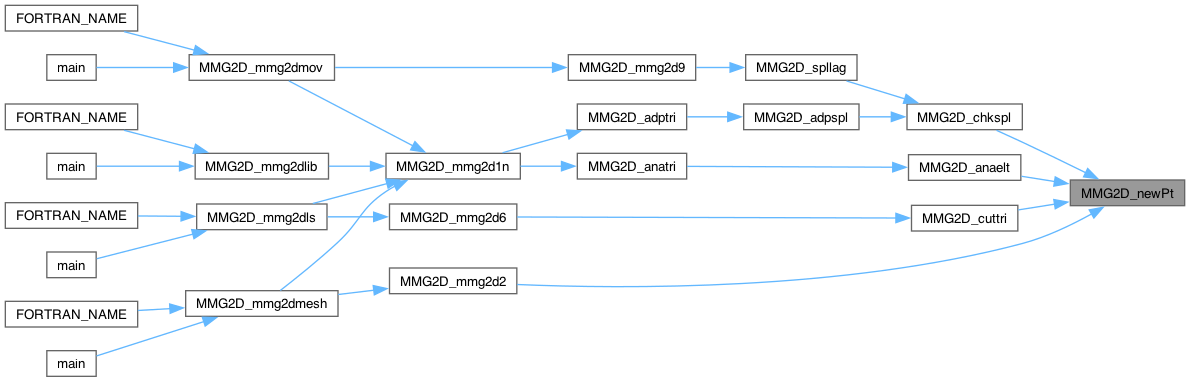 FORTRAN_NAME
main
MMG2D_mmg2dmov
MMG2D_mmg2d9
MMG2D_spllag
FORTRAN_NAME
MMG2D_adptri
MMG2D_adpspl
MMG2D_chkspl
main
MMG2D_mmg2dlib
MMG2D_mmg2d1n
MMG2D_anatri
MMG2D_anaelt
MMG2D_newPt
FORTRAN_NAME
MMG2D_mmg2dls
MMG2D_mmg2d6
MMG2D_cuttri
main
MMG2D_mmg2d2
MMG2D_mmg2dmesh
FORTRAN_NAME
main